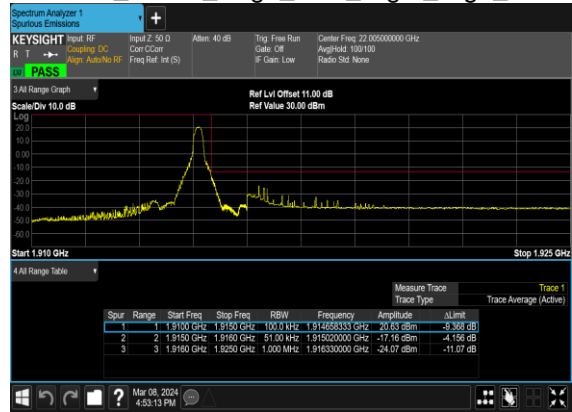 Spectrum Analyzer 1
Spurious Emissions
+
KEYSIGHT Input: RF Input Z: 50 Ω Atten: 40 dB Trig: Free Run Center Freq: 22.005000000 GHz
R T Coupling: DC Corr CCorr Gate: Off Avg|Hold: 100/100
Align: Auto/No RF Freq Ref: Int (S) IF Gain: Low Radio Std: None
PASS
3 All Range Graph Ref Lvl Offset 11.00 dB
Scale/Div 10.0 dB Ref Value 30.00 dBm
Log
20.0
10.0
0.00
-10.0
-20.0
-30.0
-40.0
-50.0
-60.0
Start 1.910 GHz Stop 1.925 GHz
4 All Range Table
Measure Trace Trace 1
Trace Type Trace Average (Active)
Spur Range Start Freq Stop Freq RBW Frequency Amplitude ΔLimit
1 1 1.9100 GHz 1.9150 GHz 100.0 kHz 1.914658333 GHz 20.63 dBm -9.368 dB
2 2 1.9150 GHz 1.9160 GHz 51.00 kHz 1.915020000 GHz -17.16 dBm -4.156 dB
3 3 1.9160 GHz 1.9250 GHz 1.000 MHz 1.916330000 GHz -24.07 dBm -11.07 dB
? Mar 08, 2024
4:53:13 PM